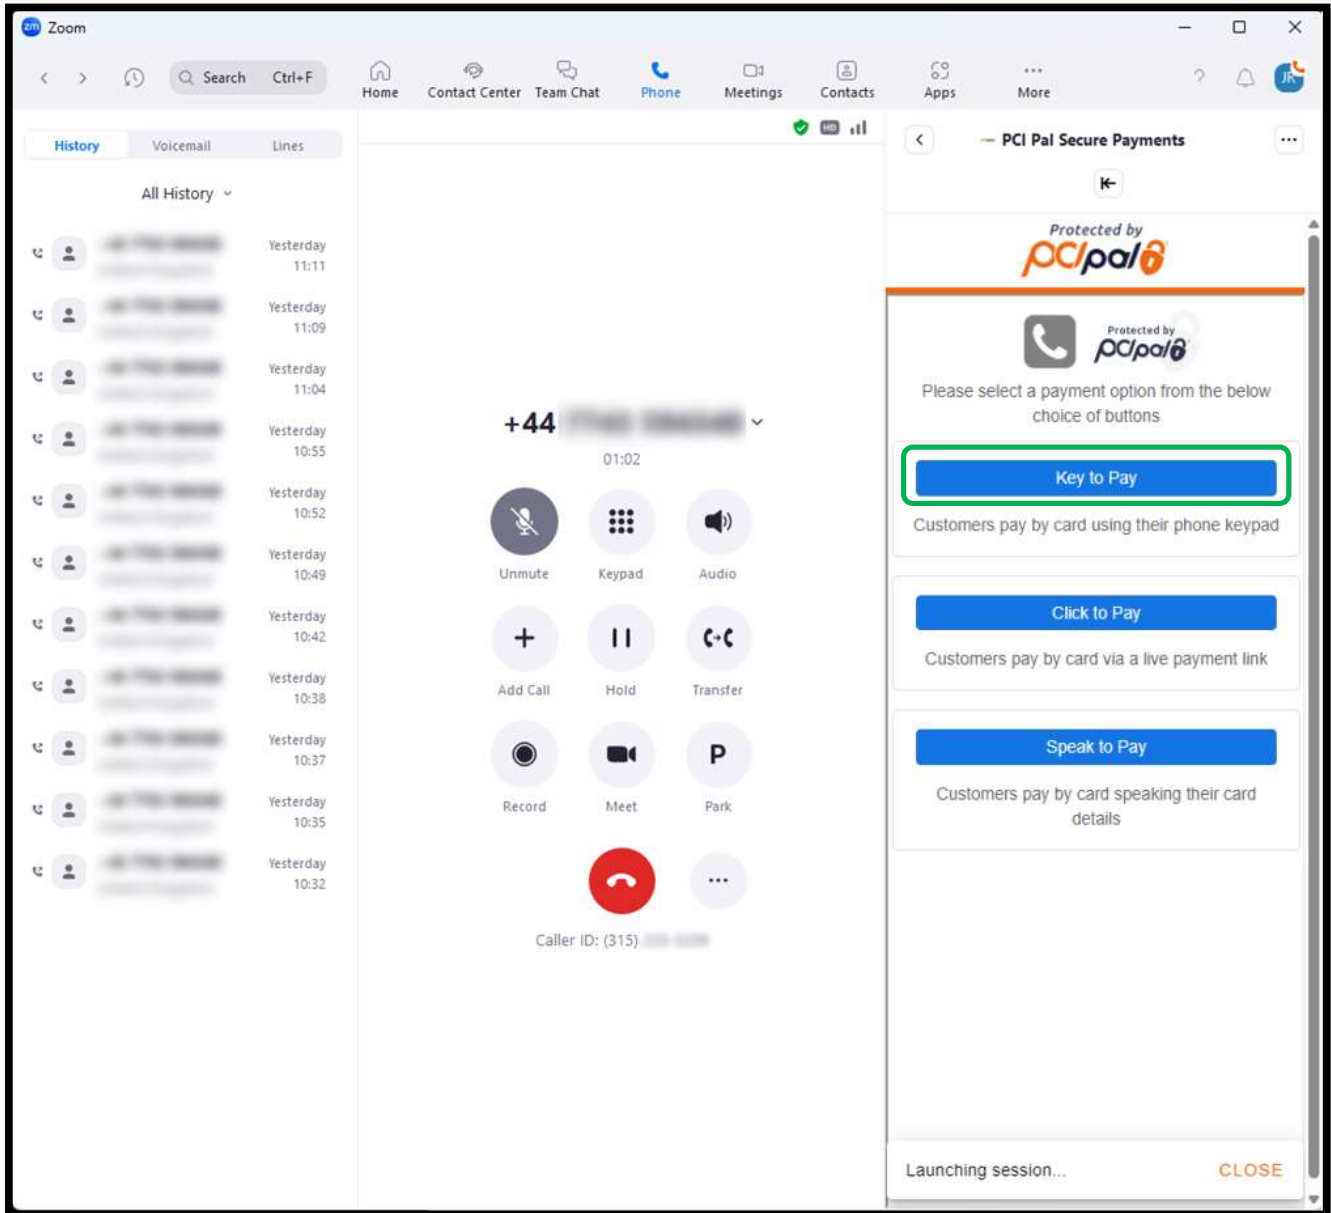 zm Zoom
Search Ctrl+F
Home
Contact Center
Team Chat
Phone
Meetings
Contacts
Apps
More
?
JR
History
Voicemail
Lines
All History
Yesterday
11:11
Yesterday
11:09
Yesterday
11:04
Yesterday
10:55
Yesterday
10:52
Yesterday
10:49
Yesterday
10:42
Yesterday
10:38
Yesterday
10:37
Yesterday
10:35
Yesterday
10:32
HD
+44
01:02
Unmute
Keypad
Audio
Add Call
Hold
Transfer
P
Record
Meet
Park
...
Caller ID: (315)
PCI Pal Secure Payments
...
Protected by
pcipal
Protected by
pcipal
Please select a payment option from the below
choice of buttons
Key to Pay
Customers pay by card using their phone keypad
Click to Pay
Customers pay by card via a live payment link
Speak to Pay
Customers pay by card speaking their card
details
Launching session...
CLOSE